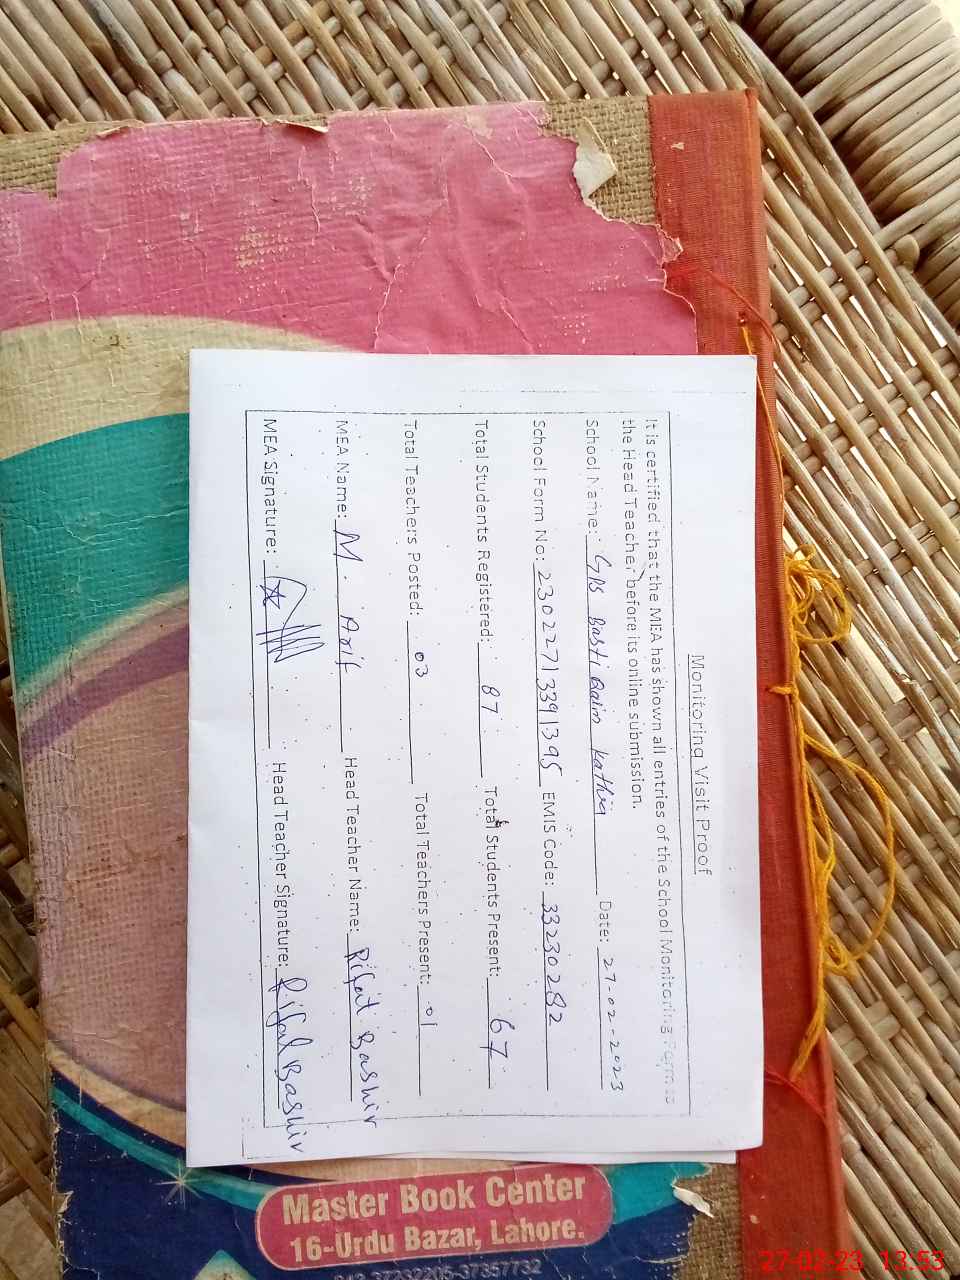 Monitoring Visit Proof
It is certified that the MEA has shown all entries of the School Monitoring Form to
the Head Teacher before its online submission.
School Name: GPS Basti Qaim Kathia Date: 27-02-2023
School Form No: 23022713391395 EMIS Code: 33230282
Total Students Registered: 87 Total Students Present: 67
Total Teachers Posted: 03 Total Teachers Present: 01
MEA Name: M. Arif Head Teacher Name: Rifat Bashir
MEA Signature: Head Teacher Signature: Rifat Bashir
Master Book Center
16-Urdu Bazar, Lahore.
042-37232205-37357732
27-02-23 13:53